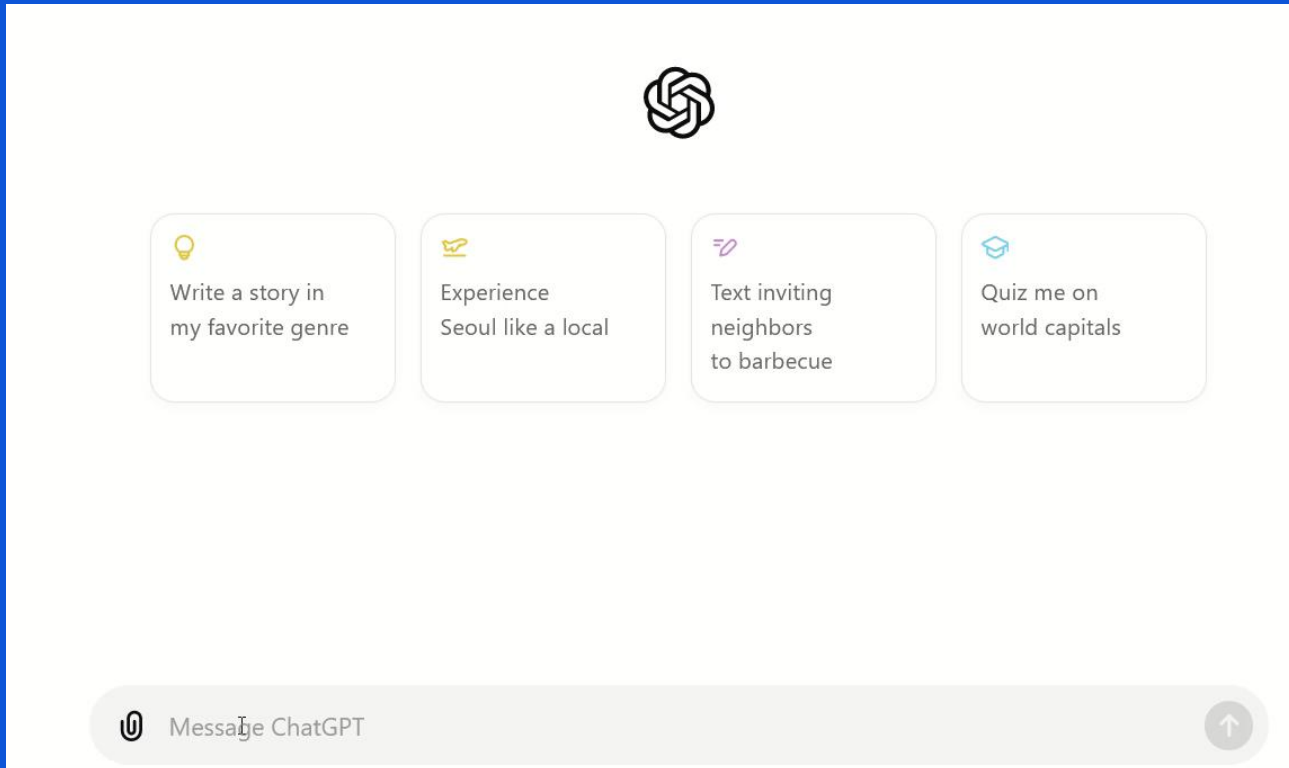 Write a story in
my favorite genre
Experience
Seoul like a local
Text inviting
neighbors
to barbecue
Quiz me on
world capitals
Message ChatGPT